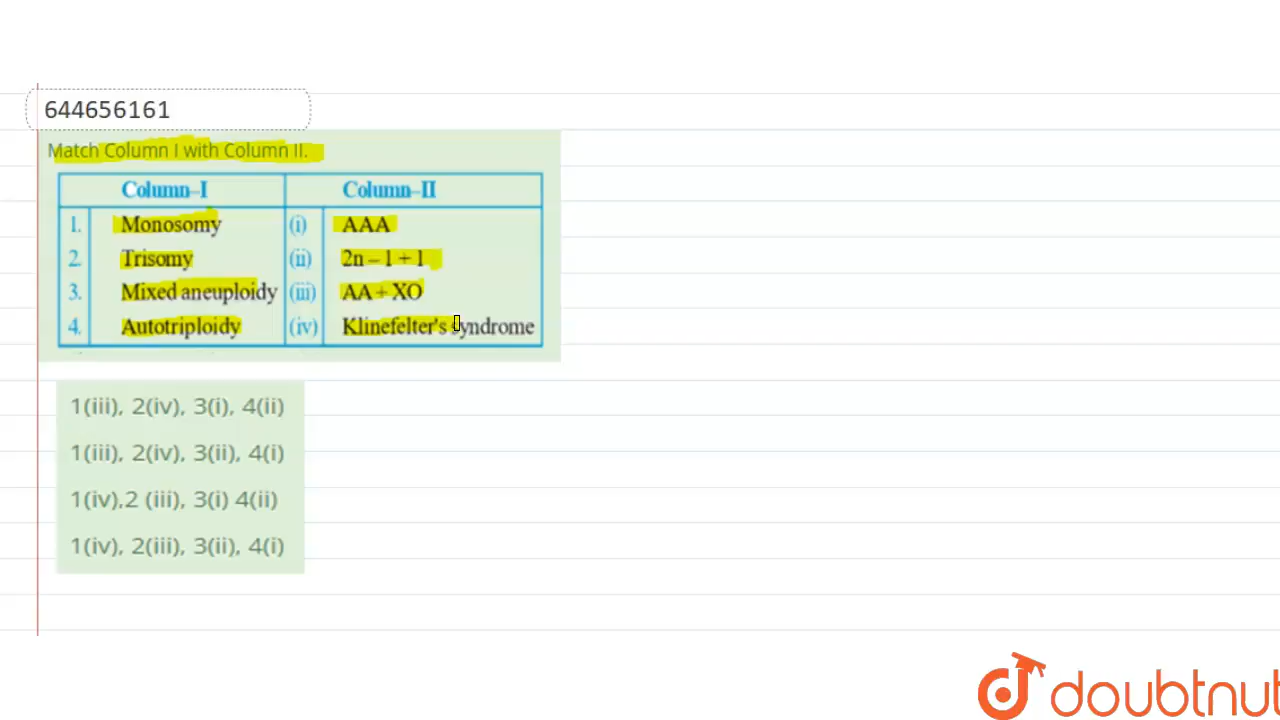 644656161
Match Column I with Column II.
Column–I Column–II
1. Monosomy (i) AAA
2. Trisomy (ii) 2n – 1 + 1
3. Mixed aneuploidy (iii) AA + XO
4. Autotriploidy (iv) Klinefelter's syndrome
1(iii), 2(iv), 3(i), 4(ii)
1(iii), 2(iv), 3(ii), 4(i)
1(iv),2 (iii), 3(i) 4(ii)
1(iv), 2(iii), 3(ii), 4(i)
doubtnut